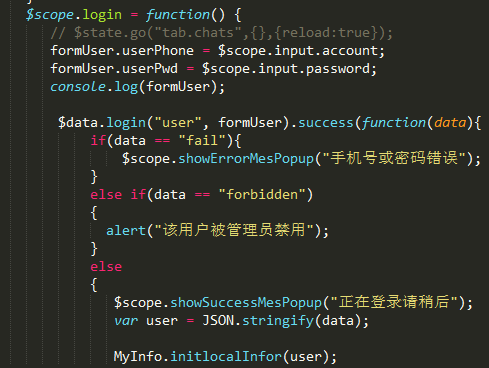 $scope.login = function() {
// $state.go("tab.chats",{},{reload:true});
formUser.userPhone = $scope.input.account;
formUser.userPwd = $scope.input.password;
console.log(formUser);
$data.login("user", formUser).success(function(data){
if(data == "fail"){
$scope.showErrorMesPopup("手机号或密码错误");
}
else if(data == "forbidden")
{
alert("该用户被管理员禁用");
}
else
{
$scope.showSuccessMesPopup("正在登录请稍后");
var user = JSON.stringify(data);
MyInfo.initlocalInfor(user);